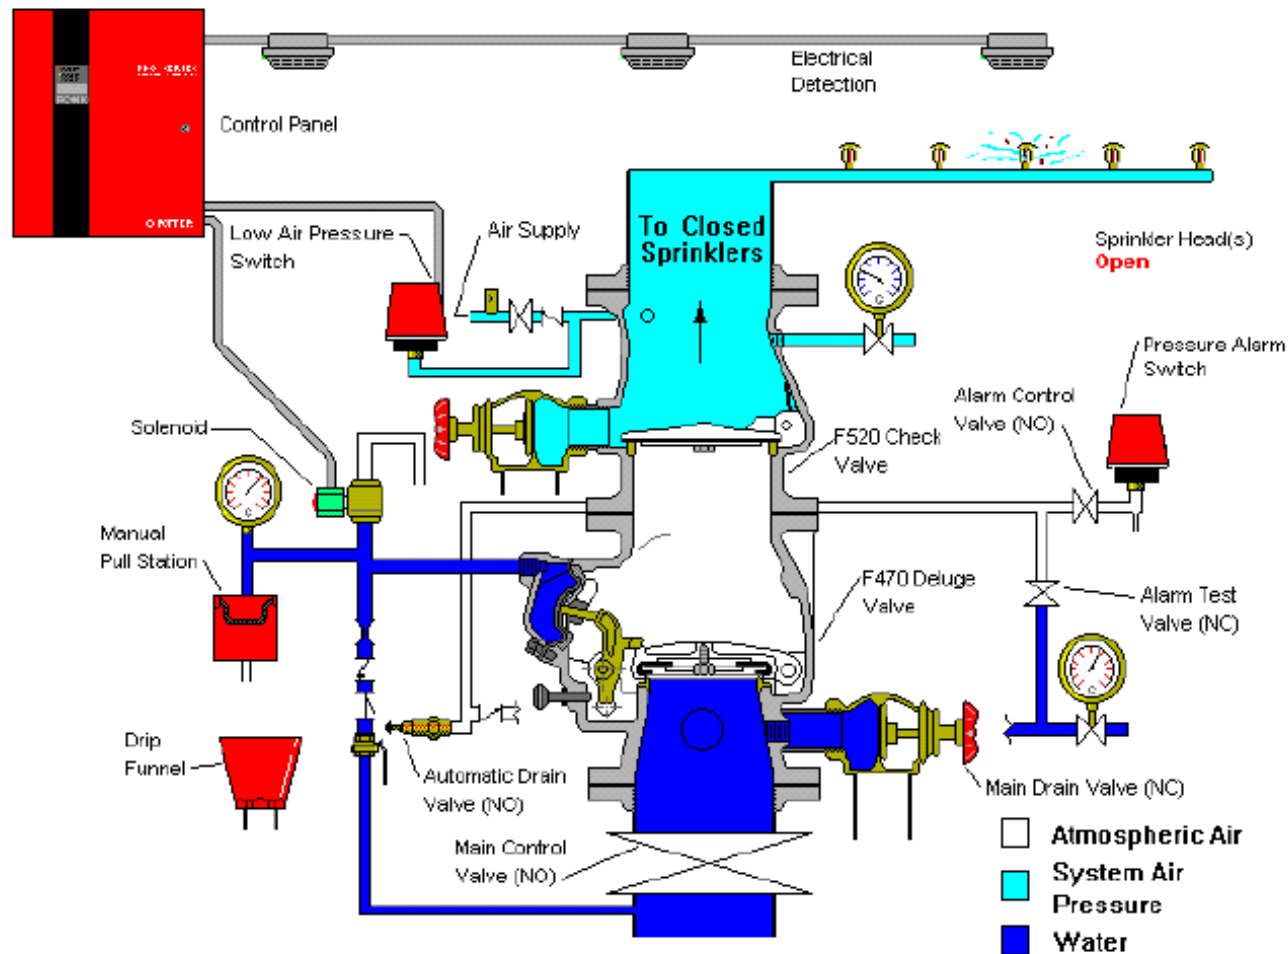 Electrical
Detection
Control Panel
To Closed
Sprinklers
Low Air Pressure
Switch
Air Supply
Sprinkler Head(s)
Open
Pressure Alarm
Switch
Alarm Control
Valve (NO)
Solenoid
F520 Check
Valve
Manual
Pull Station
F470 Deluge
Valve
Alarm Test
Valve (NC)
Drip
Funnel
Automatic Drain
Valve (NO)
Main Drain Valve (NC)
Main Control
Valve (NO)
Atmospheric Air
System Air
Pressure
Water